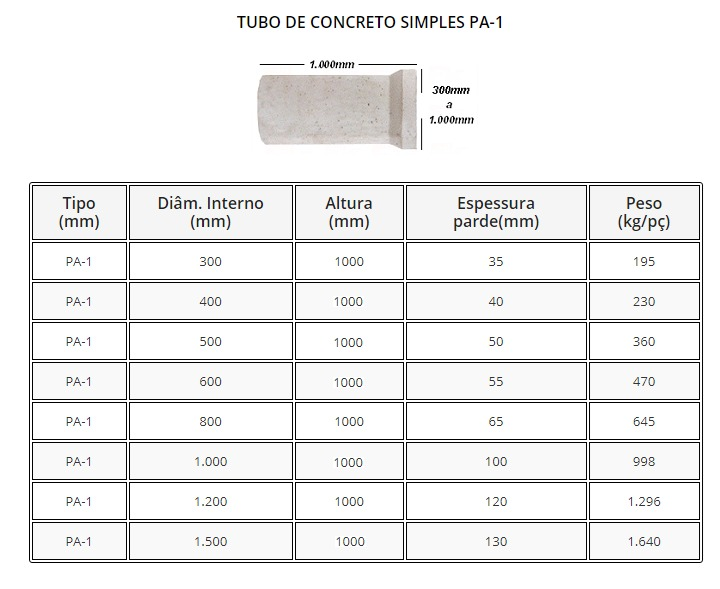 TUBO DE CONCRETO SIMPLES PA-1
1.000mm
300mm
a
1.000mm
Tipo (mm) Diâm. Interno (mm) Altura (mm) Espessura parde(mm) Peso (kg/pç)
PA-1 300 1000 35 195
PA-1 400 1000 40 230
PA-1 500 1000 50 360
PA-1 600 1000 55 470
PA-1 800 1000 65 645
PA-1 1.000 1000 100 998
PA-1 1.200 1000 120 1.296
PA-1 1.500 1000 130 1.640